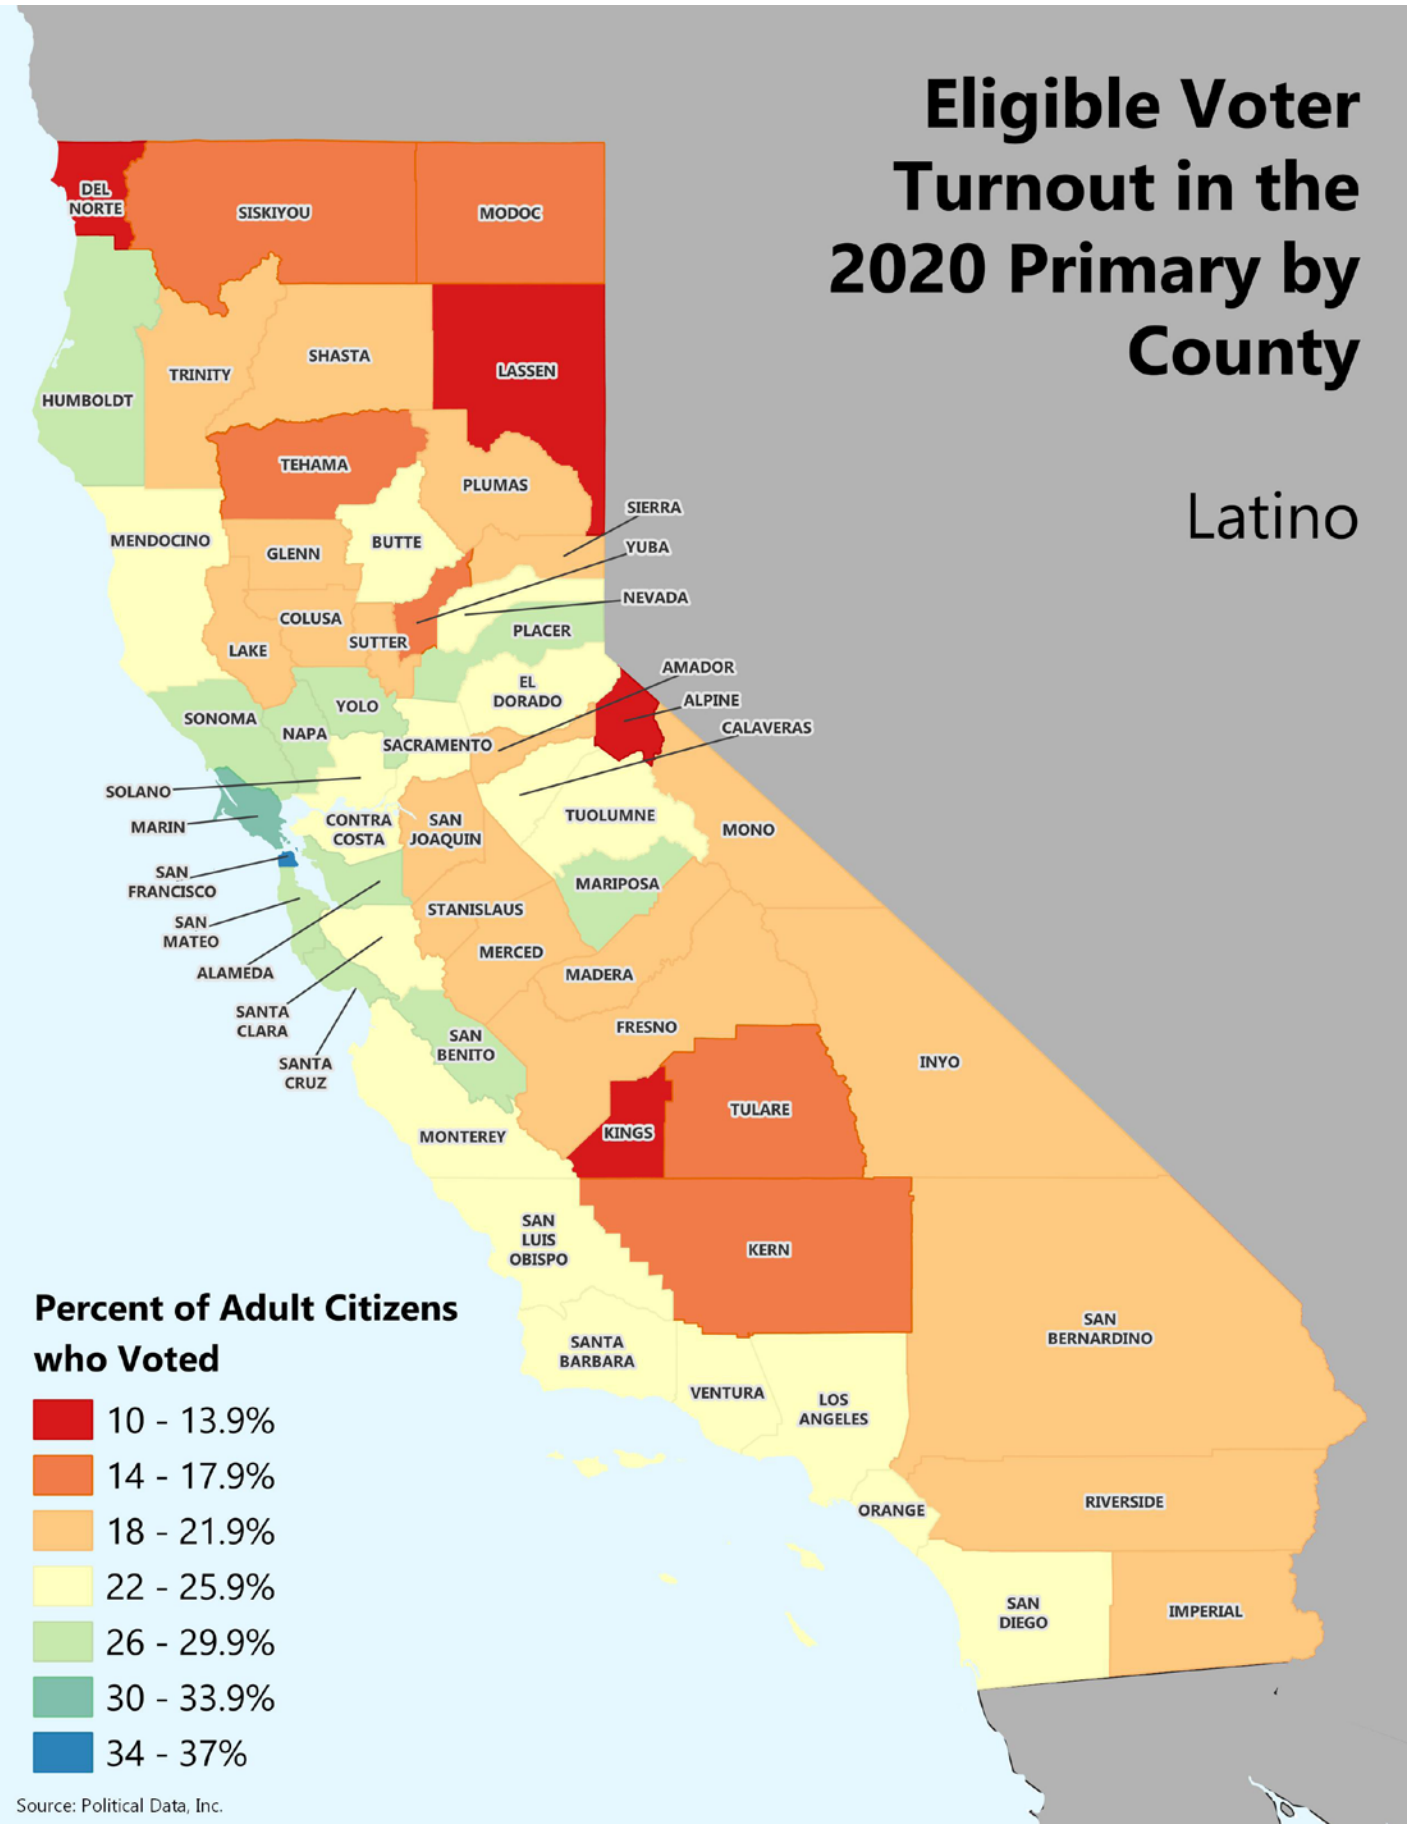 Eligible Voter
Turnout in the
2020 Primary by
County
Latino
DEL
NORTE
SISKIYOU
MODOC
SHASTA
LASSEN
TRINITY
HUMBOLDT
TEHAMA
PLUMAS
SIERRA
MENDOCINO
BUTTE
YUBA
GLENN
NEVADA
COLUSA
PLACER
SUTTER
LAKE
AMADOR
EL
DORADO
ALPINE
YOLO
SONOMA
CALAVERAS
NAPA
SACRAMENTO
SOLANO
TUOLUMNE
MARIN
CONTRA
COSTA
SAN
JOAQUIN
MONO
SAN
FRANCISCO
MARIPOSA
STANISLAUS
SAN
MATEO
MERCED
ALAMEDA
MADERA
SANTA
CLARA
FRESNO
SAN
BENITO
INYO
SANTA
CRUZ
TULARE
KINGS
MONTEREY
SAN
LUIS
OBISPO
KERN
SAN
BERNARDINO
SANTA
BARBARA
VENTURA
LOS
ANGELES
RIVERSIDE
ORANGE
SAN
DIEGO
IMPERIAL
Percent of Adult Citizens
who Voted
10 - 13.9%
14 - 17.9%
18 - 21.9%
22 - 25.9%
26 - 29.9%
30 - 33.9%
34 - 37%
Source: Political Data, Inc.